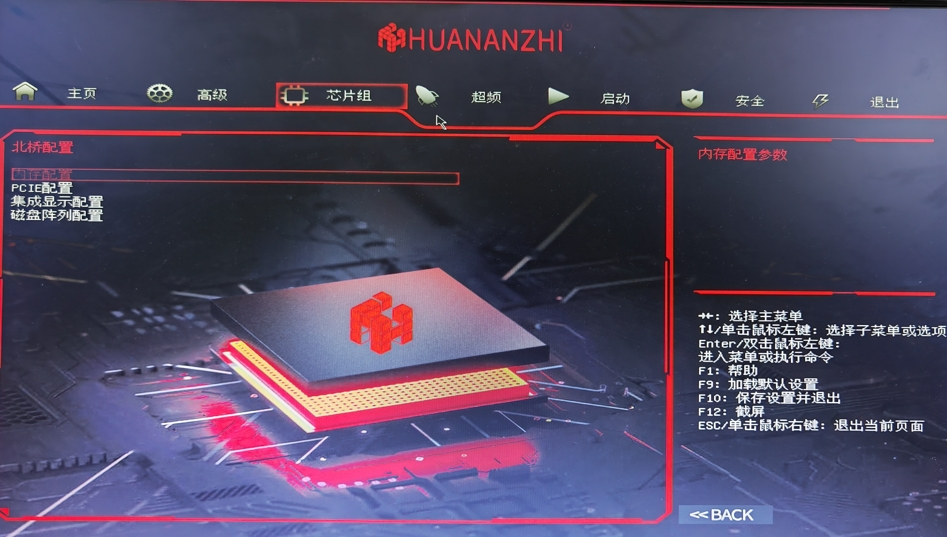 HUANANZHI
主页 高级 芯片组 超频 启动 安全 退出
北桥配置
内存配置
PCIE配置
集成显示配置
磁盘阵列配置
内存配置参数
→←: 选择主菜单
↑↓/单击鼠标左键: 选择子菜单或选项
Enter/双击鼠标左键:
进入菜单或执行命令
F1: 帮助
F9: 加载默认设置
F10: 保存设置并退出
F12: 截屏
ESC/单击鼠标右键: 退出当前页面
<<BACK